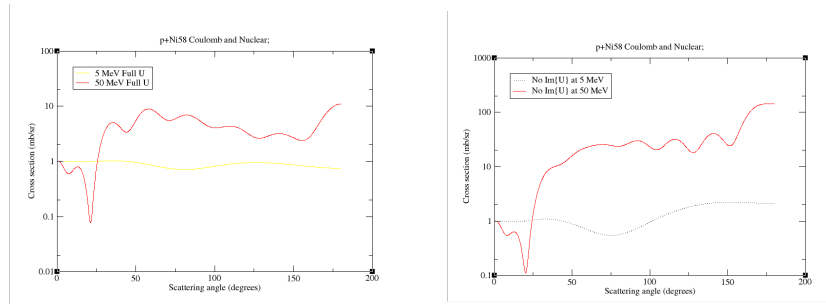 p+Ni58 Coulomb and Nuclear;
100
10
1
0.1
0.01
Cross section (mb/sr)
5 MeV Full U
50 MeV Full U
0
50
100
150
200
Scattering angle (degrees)
p+Ni58 Coulomb and Nuclear;
1000
100
10
1
0.1
Cross section (mb/sr)
No Im{U} at 5 MeV
No Im{U} at 50 MeV
0
50
100
150
200
Scattering angle (degrees)